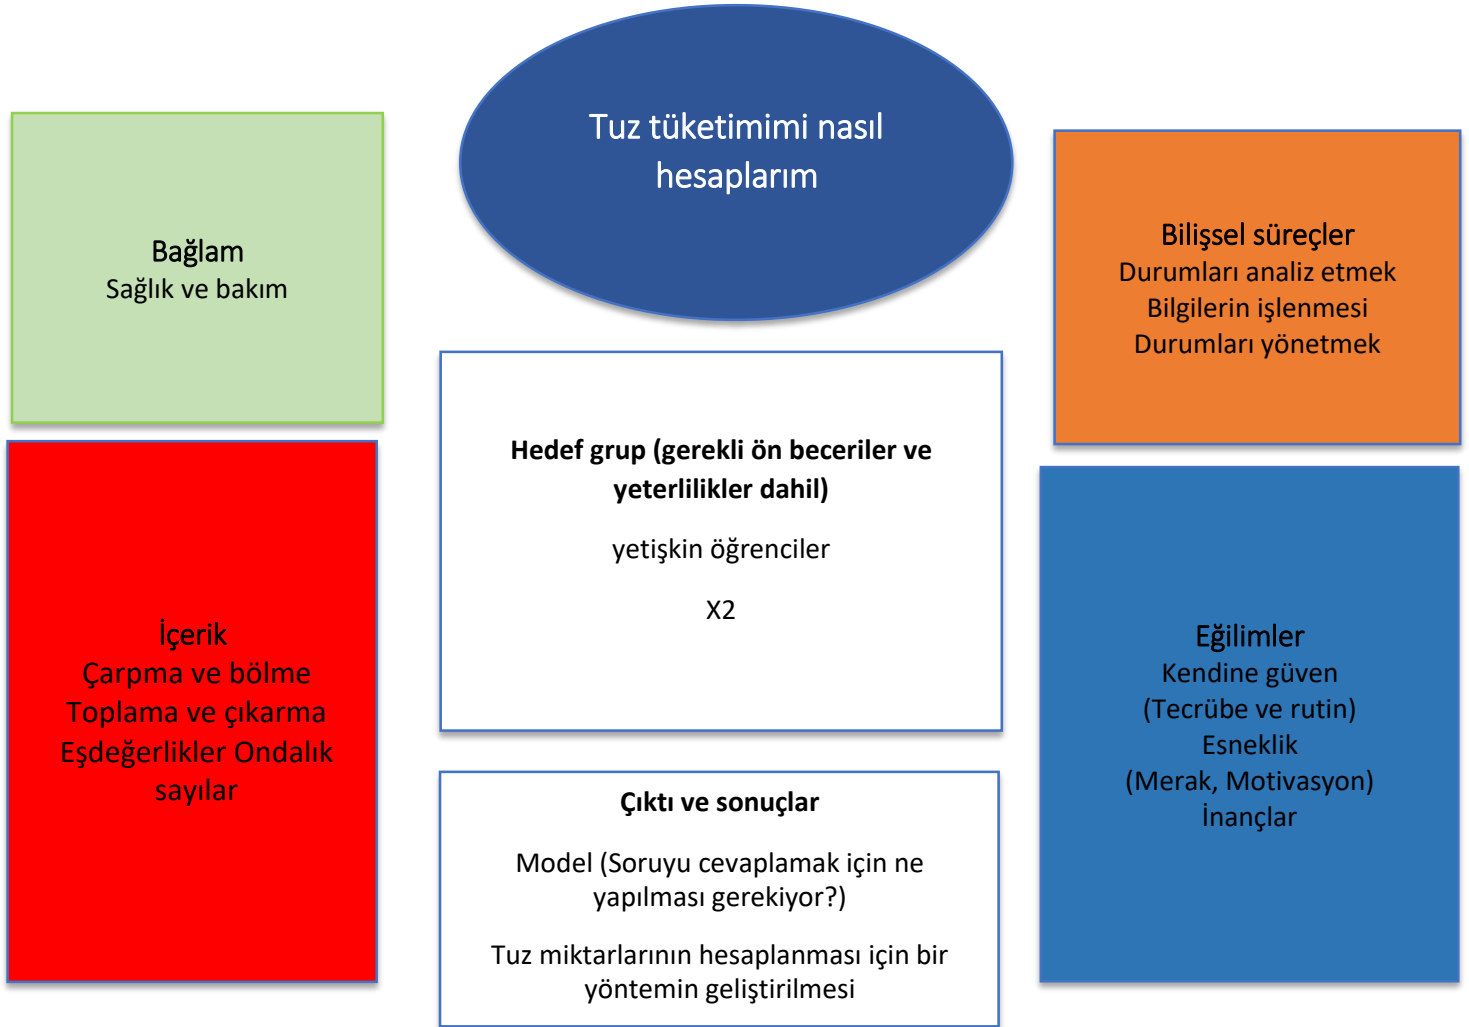 Tuz tüketimimi nasıl
hesaplarım
Bağlam
Sağlık ve bakım
Bilişsel süreçler
Durumları analiz etmek
Bilgilerin işlenmesi
Durumları yönetmek
Hedef grup (gerekli ön beceriler ve
yeterlilikler dahil)
yetişkin öğrenciler
X2
İçerik
Çarpma ve bölme
Toplama ve çıkarma
Eşdeğerlikler Ondalık
sayılar
Eğilimler
Kendine güven
(Tecrübe ve rutin)
Esneklik
(Merak, Motivasyon)
İnançlar
Çıktı ve sonuçlar
Model (Soruyu cevaplamak için ne
yapılması gerekiyor?)
Tuz miktarlarının hesaplanması için bir
yöntemin geliştirilmesi